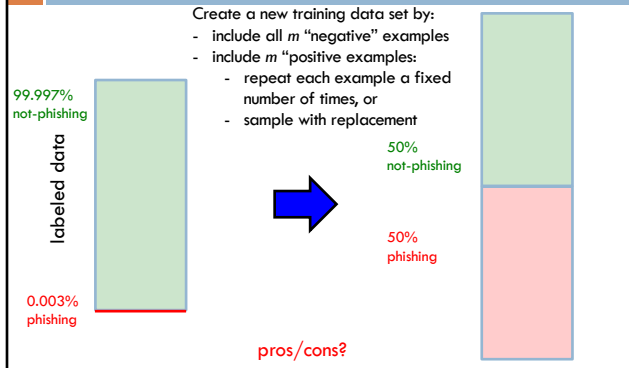 Create a new training data set by:
- include all m “negative” examples
- include m “positive examples:
- repeat each example a fixed
number of times, or
- sample with replacement
99.997%
not-phishing
labeled data
0.003%
phishing
50%
not-phishing
50%
phishing
pros/cons?